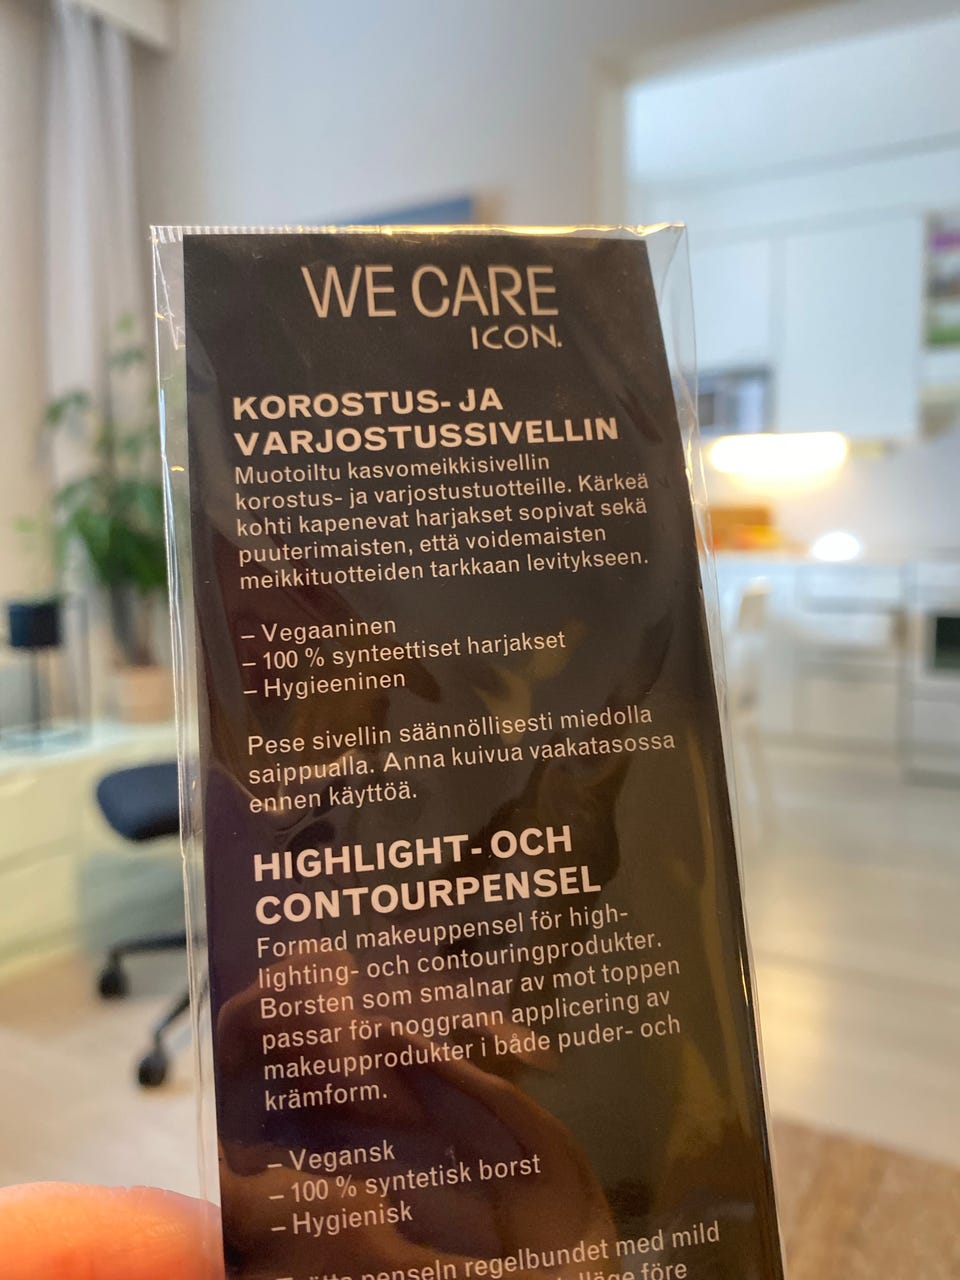 WE CARE
ICON.
KOROSTUS- JA
VARJOSTUSSIVELLIN
Muotoiltu kasvomeikkisivellin
korostus- ja varjostustuotteille. Kärkeä
kohti kapenevat harjakset sopivat sekä
puuterimaisten, että voidemaisten
meikkituotteiden tarkkaan levitykseen.
– Vegaaninen
– 100 % synteettiset harjakset
– Hygieeninen
Pese sivellin säännöllisesti miedolla
saippualla. Anna kuivua vaakatasossa
ennen käyttöä.
HIGHLIGHT- OCH
CONTOURPENSEL
Formad makeuppensel för high-
lighting- och contouringprodukter.
Borsten som smalnar av mot toppen
passar för noggrann applicering av
makeupprodukter i både puder- och
krämform.
– Vegansk
– 100 % syntetisk borst
– Hygienisk
penseln regelbundet med mild
före